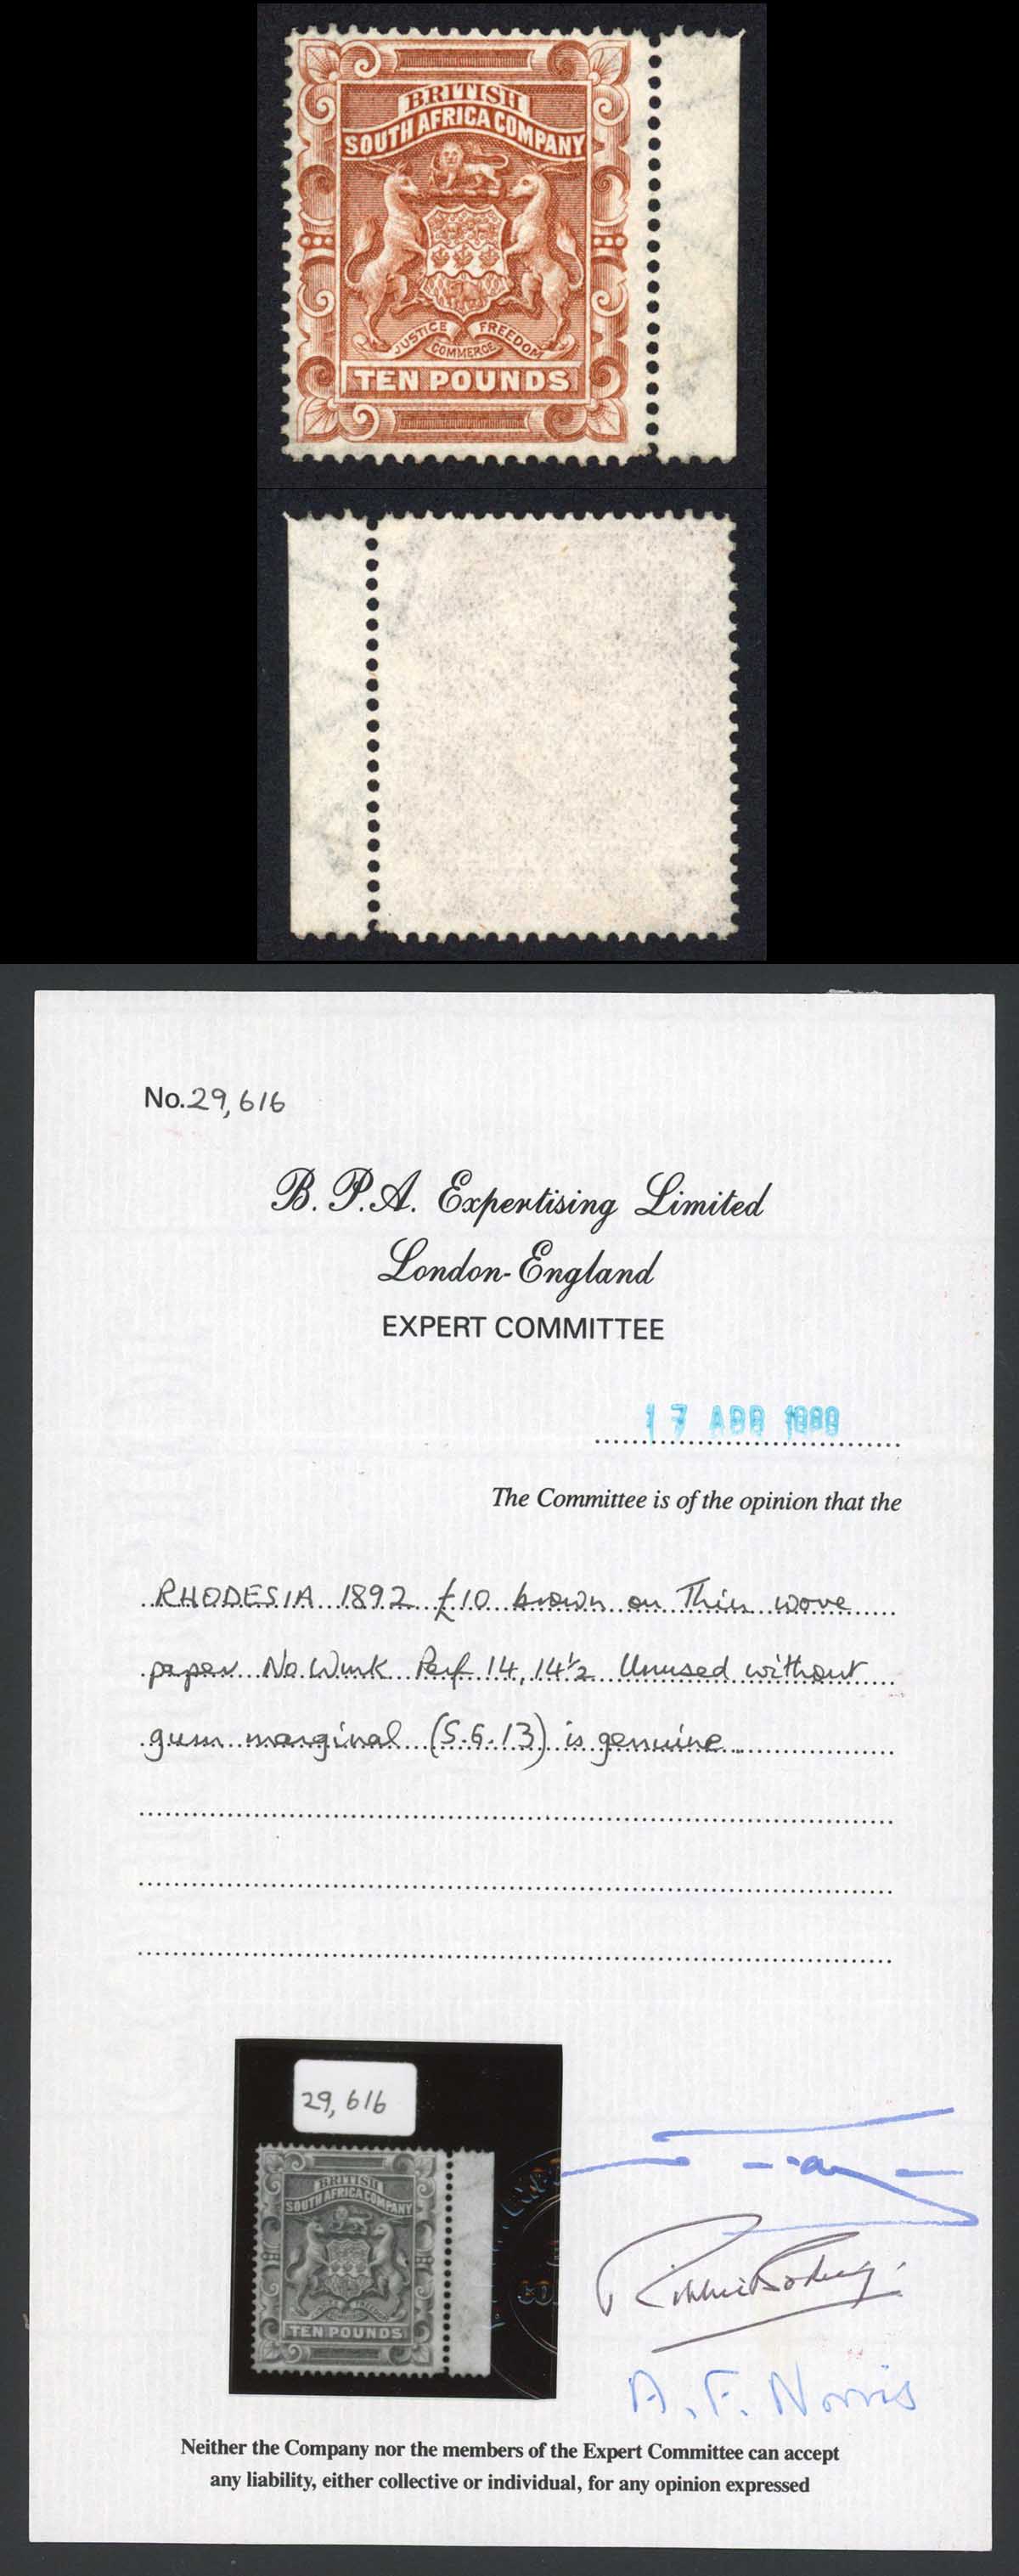 BRITISH
SOUTH AFRICA COMPANY
JUSTICE FREEDOM
COMMERCE
TEN POUNDS
No. 29,616
B. P. A. Expertising Limited
London-England
EXPERT COMMITTEE
17 APR 1989
The Committee is of the opinion that the
RHODESIA 1892 £10 brown on Thin wove
paper No Wmk Perf 14, 14½ Unused without
gum marginal (S.G.13) is genuine
29,616
BRITISH
SOUTH AFRICA COMPANY
TEN POUNDS
A. F. Norris
Neither the Company nor the members of the Expert Committee can accept
any liability, either collective or individual, for any opinion expressed